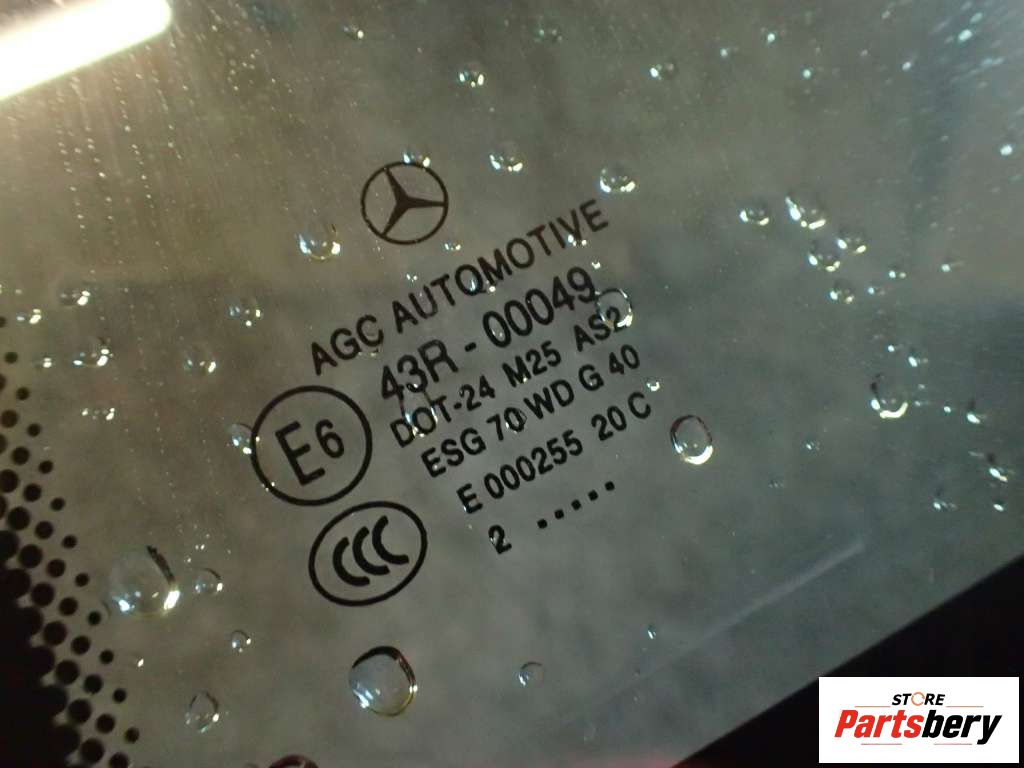 AGC AUTOMOTIVE
43R - 00049
DOT-24 M25 AS2
ESG 70 WD G 40
E 000255 20 C
2 .....
E6
CCC
STORE
Partsbery